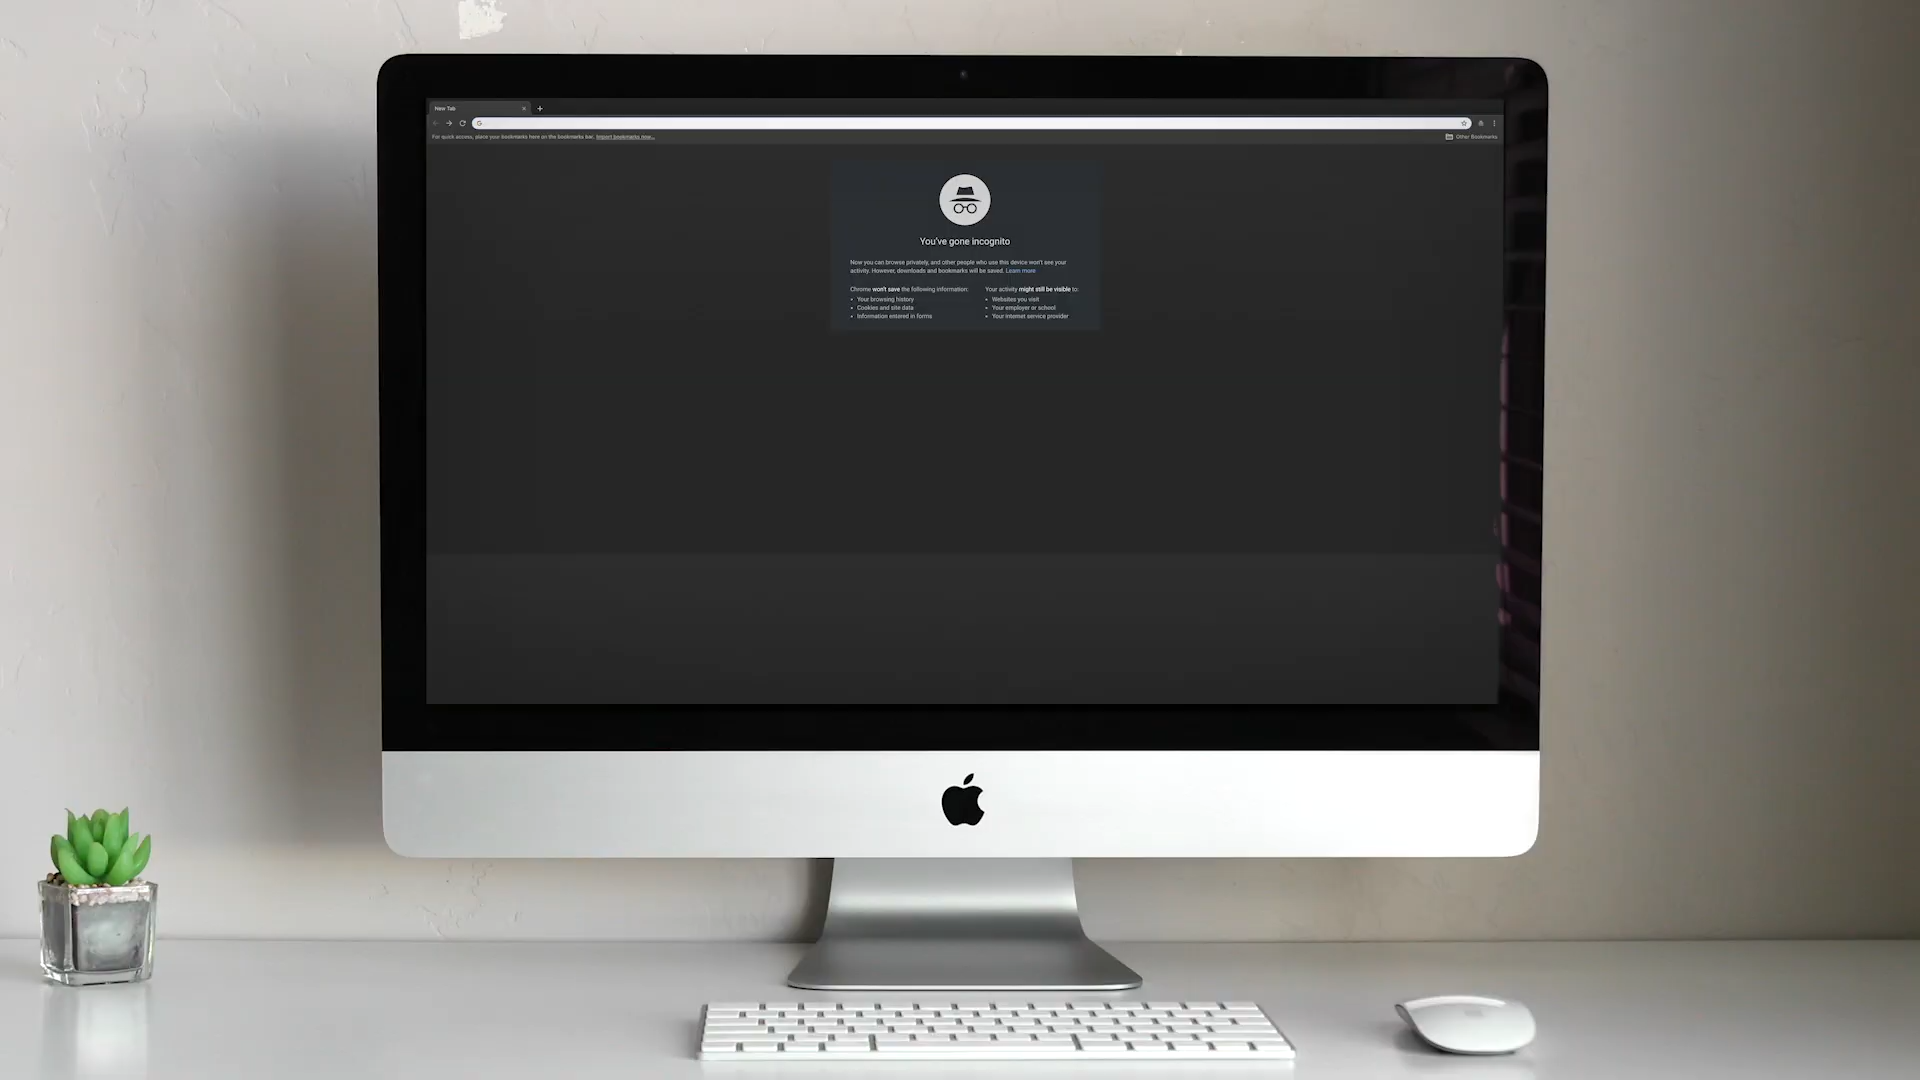 New Tab
For quick access, place your bookmarks here on the bookmarks bar. Import bookmarks now...
Other Bookmarks
You've gone incognito
Now you can browse privately, and other people who use this device won't see your
activity. However, downloads and bookmarks will be saved. Learn more
Chrome won't save the following information:
• Your browsing history
• Cookies and site data
• Information entered in forms
Your activity might still be visible to:
• Websites you visit
• Your employer or school
• Your internet service provider